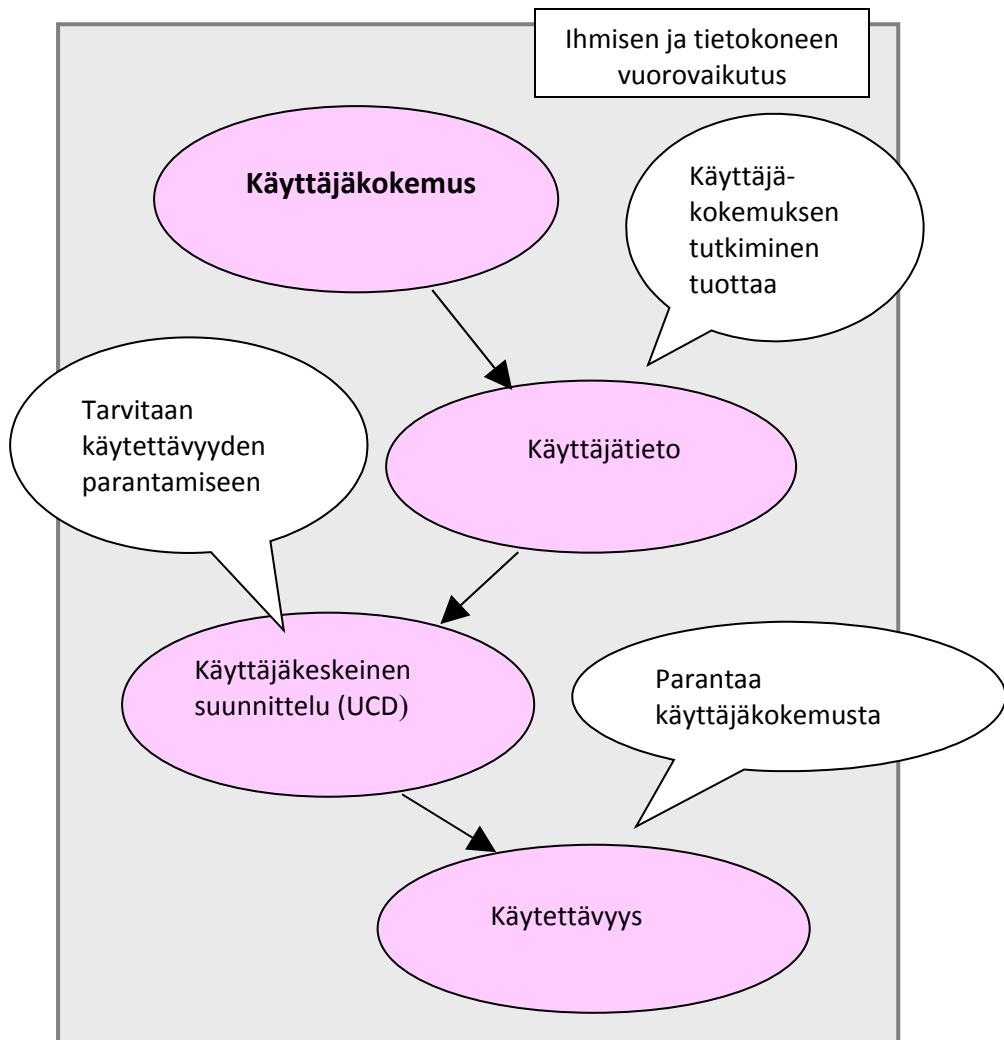 Ihmisen ja tietokoneen
vuorovaikutus
Käyttäjäkokemus
Käyttäjä-
kokemuksen
tutkiminen
tuottaa
Tarvitaan
käytettävyyden
parantamiseen
Käyttäjätieto
Käyttäjäkeskeinen
suunnittelu (UCD)
Parantaa
käyttäjäkokemusta
Käytettävyys